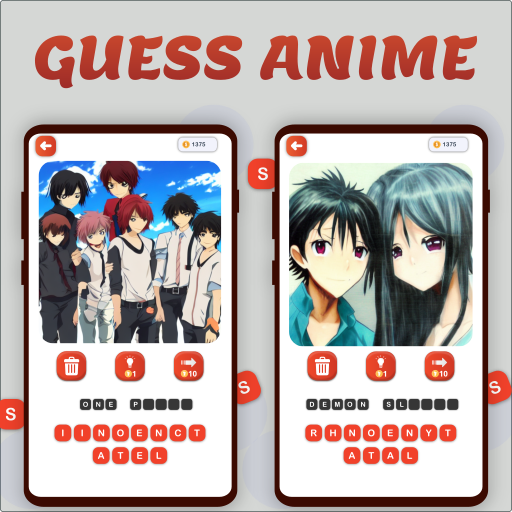 GUESS ANIME
1375
1
10
ONE P
IINOENCT
ATEL
1375
1
10
DEMON SL
RHNOENYT
ATAL
S
S
S
S